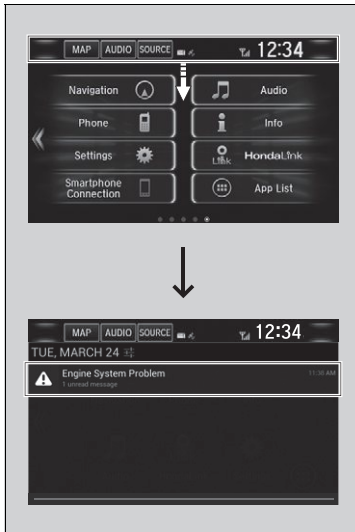 MAP AUDIO SOURCE 12:34
Navigation Audio
Phone Info
Settings Link HondaLink
Smartphone
Connection App List
MAP AUDIO SOURCE 12:34
TUE, MARCH 24
Engine System Problem 11:30 AM
1 unread message